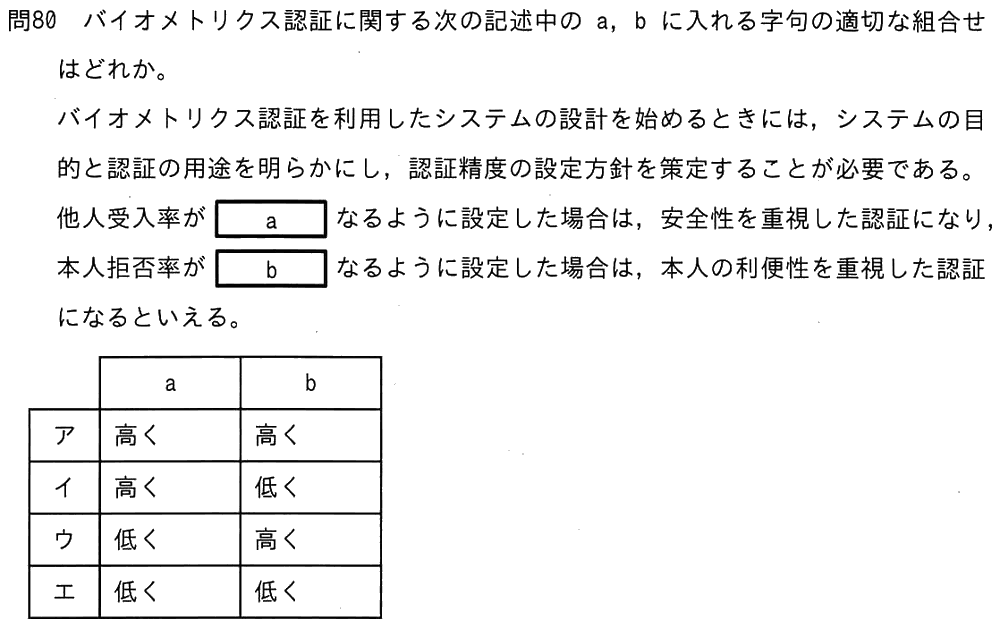 問80　バイオメトリクス認証に関する次の記述中の a，b に入れる字句の適切な組合せ
はどれか。
バイオメトリクス認証を利用したシステムの設計を始めるときには，システムの目
的と認証の用途を明らかにし，認証精度の設定方針を策定することが必要である。
他人受入率が a なるように設定した場合は，安全性を重視した認証になり，
本人拒否率が b なるように設定した場合は，本人の利便性を重視した認証
になるといえる。
a b
ア 高く 高く
イ 高く 低く
ウ 低く 高く
エ 低く 低く